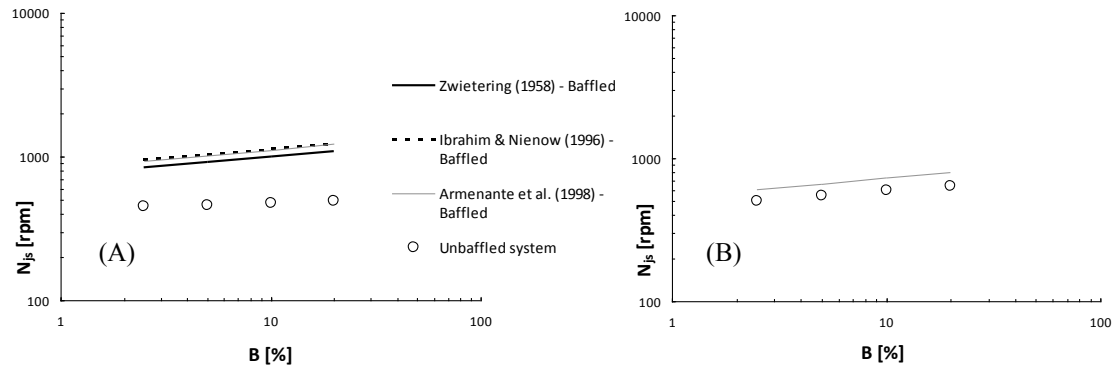 10000
1000
100
N_js [rpm]
(A)
1
10
100
B [%]
Zwietering (1958) - Baffled
Ibrahim & Nienow (1996) -
Baffled
Armenante et al. (1998) -
Baffled
Unbaffled system
10000
1000
100
N_js [rpm]
(B)
1
10
100
B [%]